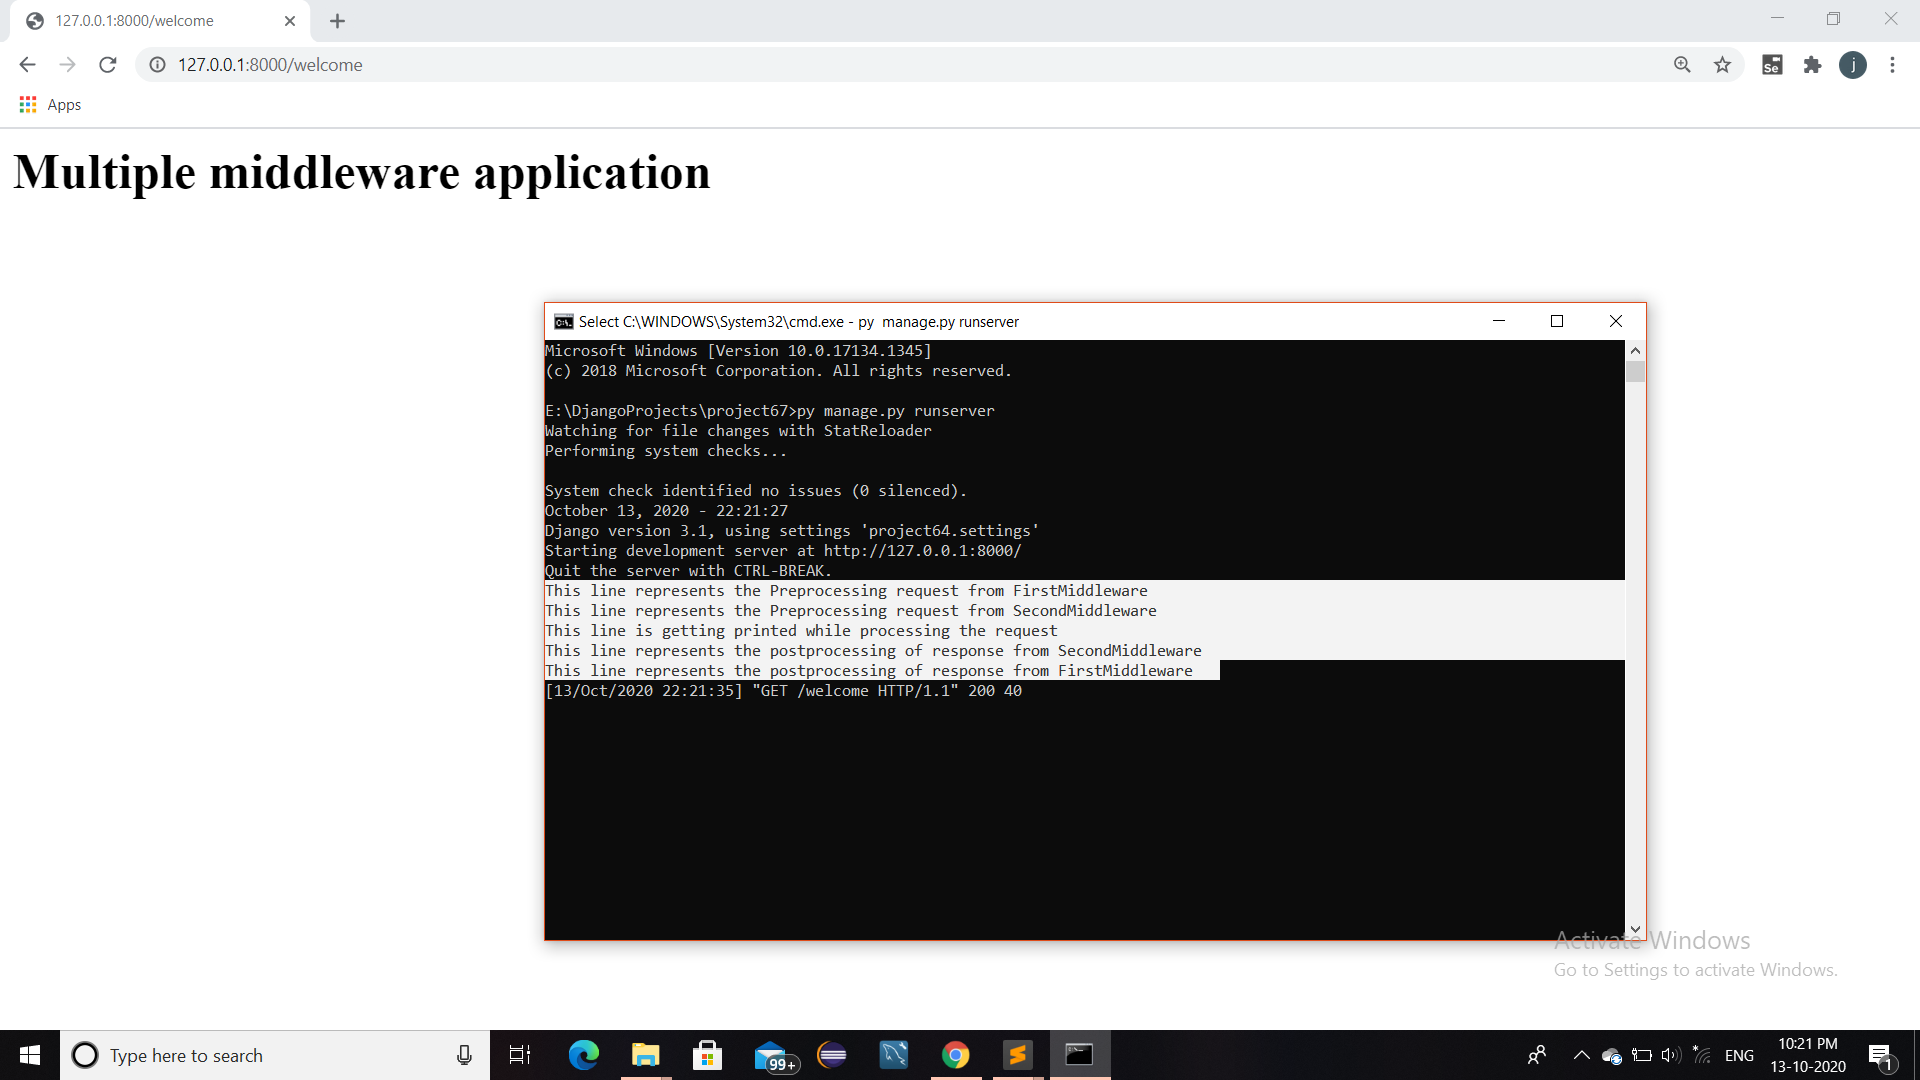 127.0.0.1:8000/welcome
127.0.0.1:8000/welcome
Se
j
Apps
Multiple middleware application
C:\. Select C:\WINDOWS\System32\cmd.exe - py  manage.py runserver
Microsoft Windows [Version 10.0.17134.1345]
(c) 2018 Microsoft Corporation. All rights reserved.
E:\DjangoProjects\project67>py manage.py runserver
Watching for file changes with StatReloader
Performing system checks...
System check identified no issues (0 silenced).
October 13, 2020 - 22:21:27
Django version 3.1, using settings 'project64.settings'
Starting development server at http://127.0.0.1:8000/
Quit the server with CTRL-BREAK.
This line represents the Preprocessing request from FirstMiddleware
This line represents the Preprocessing request from SecondMiddleware
This line is getting printed while processing the request
This line represents the postprocessing of response from SecondMiddleware
This line represents the postprocessing of response from FirstMiddleware
[13/Oct/2020 22:21:35] "GET /welcome HTTP/1.1" 200 40
Activate Windows
Go to Settings to activate Windows.
Type here to search
99+
ENG
10:21 PM
13-10-2020
1